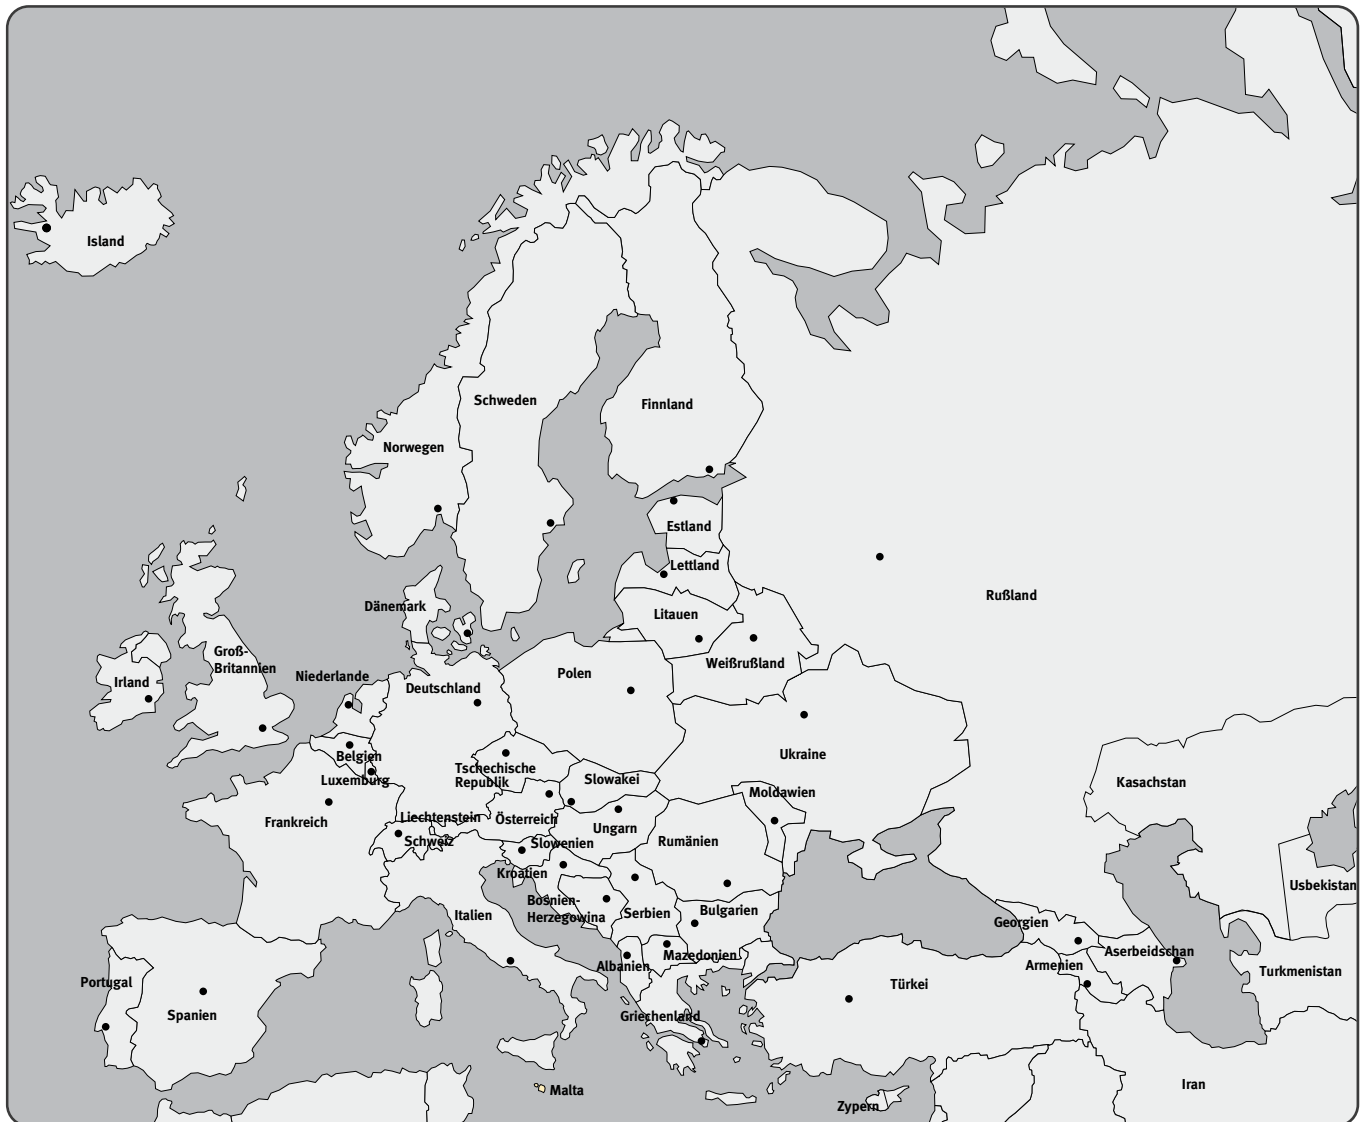 Island
Schweden
Finnland
Norwegen
Estland
Lettland
Rußland
Dänemark
Litauen
Groß-
Britannien
Weißrußland
Irland
Niederlande
Polen
Deutschland
Ukraine
Belgien
Tschechische
Republik
Slowakei
Luxemburg
Kasachstan
Moldawien
Frankreich
Liechtenstein
Österreich
Ungarn
Schweiz
Slowenien
Rumänien
Kroatien
Usbekistan
Bosnien-
Herzegowina
Italien
Serbien
Bulgarien
Georgien
Mazedonien
Aserbeidschan
Albanien
Armenien
Turkmenistan
Portugal
Türkei
Spanien
Griechenland
Iran
Malta
Zypern